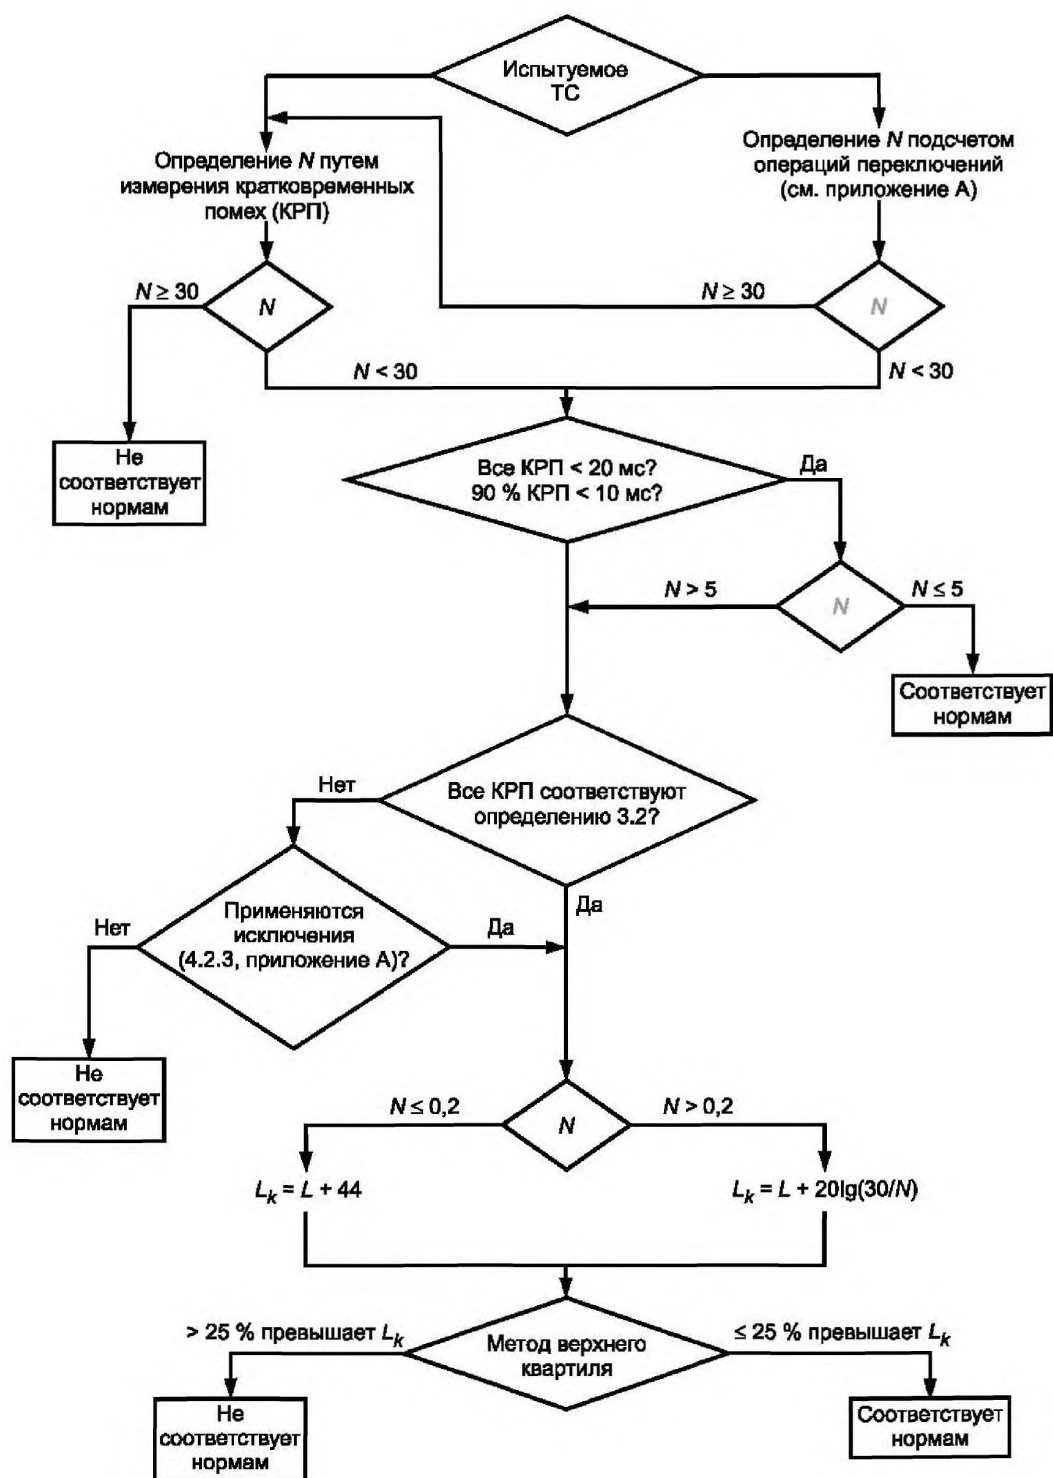 Испытуемое
ТС
Определение N путем
измерения кратковременных
помех (КРП)
Определение N подсчетом
операций переключений
(см. приложение А)
N ≥ 30
N
N ≥ 30
N
N < 30
N < 30
Не
соответствует
нормам
Все КРП < 20 мс?
90 % КРП < 10 мс?
Да
N > 5
N
N ≤ 5
Соответствует
нормам
Нет
Все КРП соответствуют
определению 3.2?
Да
Нет
Применяются
исключения
(4.2.3, приложение А)?
Да
Не
соответствует
нормам
N ≤ 0,2
N
N > 0,2
Lk = L + 44
Lk = L + 20lg(30/N)
> 25 % превышает Lk
Метод верхнего
квартиля
≤ 25 % превышает Lk
Не
соответствует
нормам
Соответствует
нормам